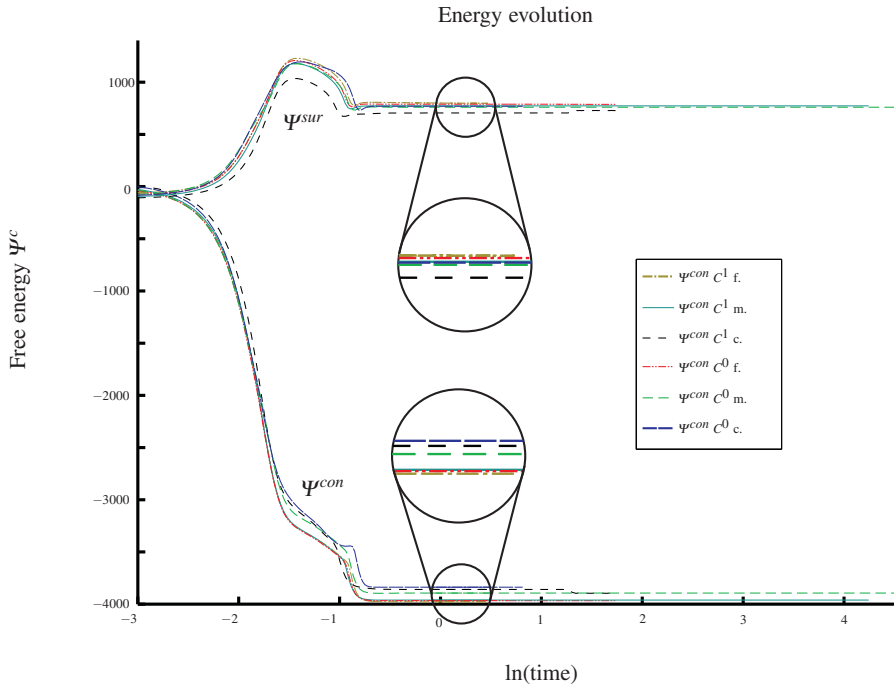 Energy evolution
1000
0
−1000
−2000
−3000
−4000
Free energy Ψc
Ψsur
Ψcon
Ψcon C1 f.
Ψcon C1 m.
Ψcon C1 c.
Ψcon C0 f.
Ψcon C0 m.
Ψcon C0 c.
−3
−2
−1
0
1
2
3
4
ln(time)